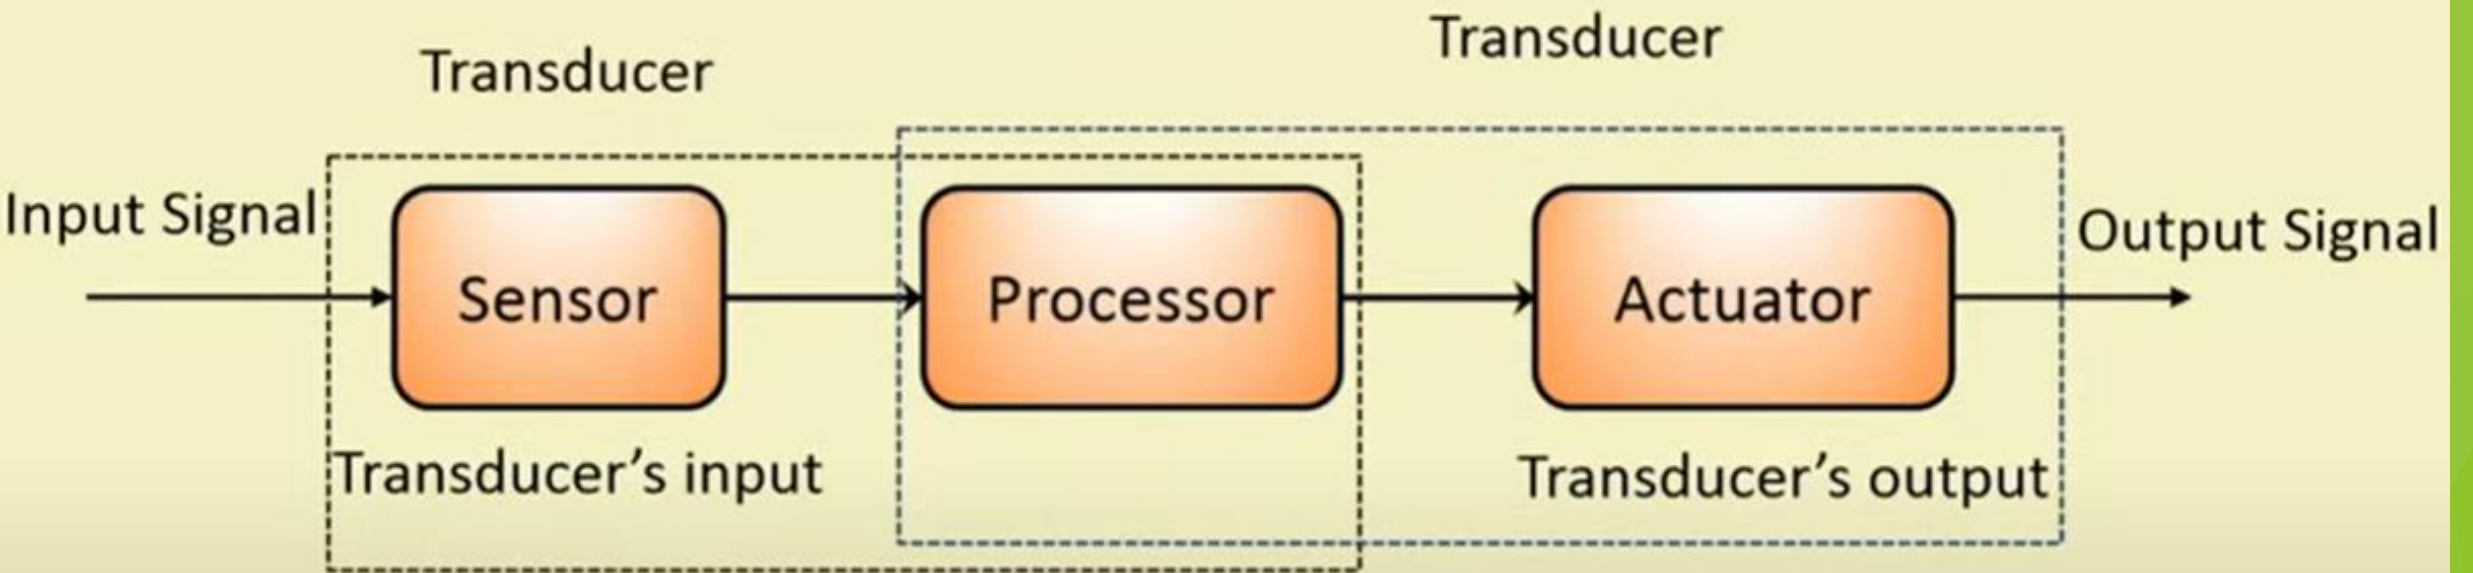 Transducer
Transducer
Input Signal
Sensor
Processor
Actuator
Output Signal
Transducer’s input
Transducer’s output